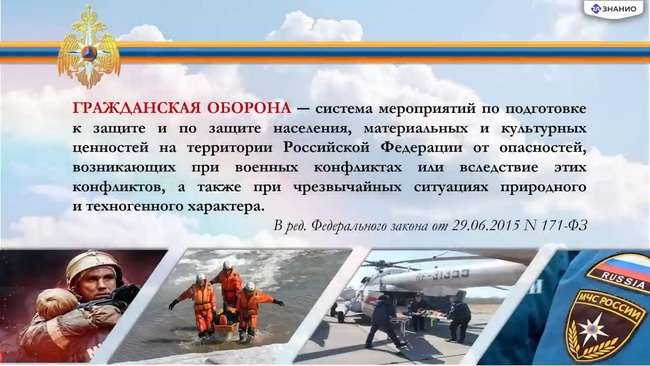 ЗНАНИО
ГРАЖДАНСКАЯ ОБОРОНА — система мероприятий по подготовке
к защите и по защите населения, материальных и культурных
ценностей на территории Российской Федерации от опасностей,
возникающих при военных конфликтах или вследствие этих
конфликтов, а также при чрезвычайных ситуациях природного
и техногенного характера.
В ред. Федерального закона от 29.06.2015 N 171-ФЗ
RUSSIA
МЧС РОССИИ